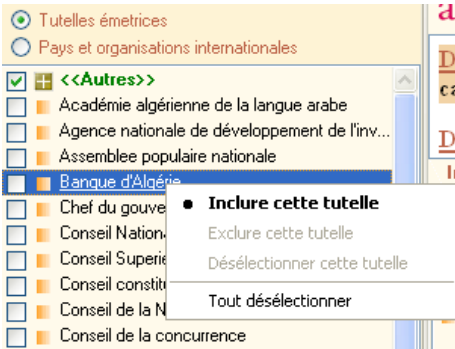 Tutelles émetrices
Pays et organisations internationales
<<Autres>>
Académie algérienne de la langue arabe
Agence nationale de développement de l'inv...
Assemblee populaire nationale
Banque d'Algérie
Chef du gouve
Inclure cette tutelle
Conseil Nation
Exclure cette tutelle
Conseil Superie
Désélectionner cette tutelle
Conseil constit
Conseil de la N
Tout désélectionner
Conseil de la concurrence